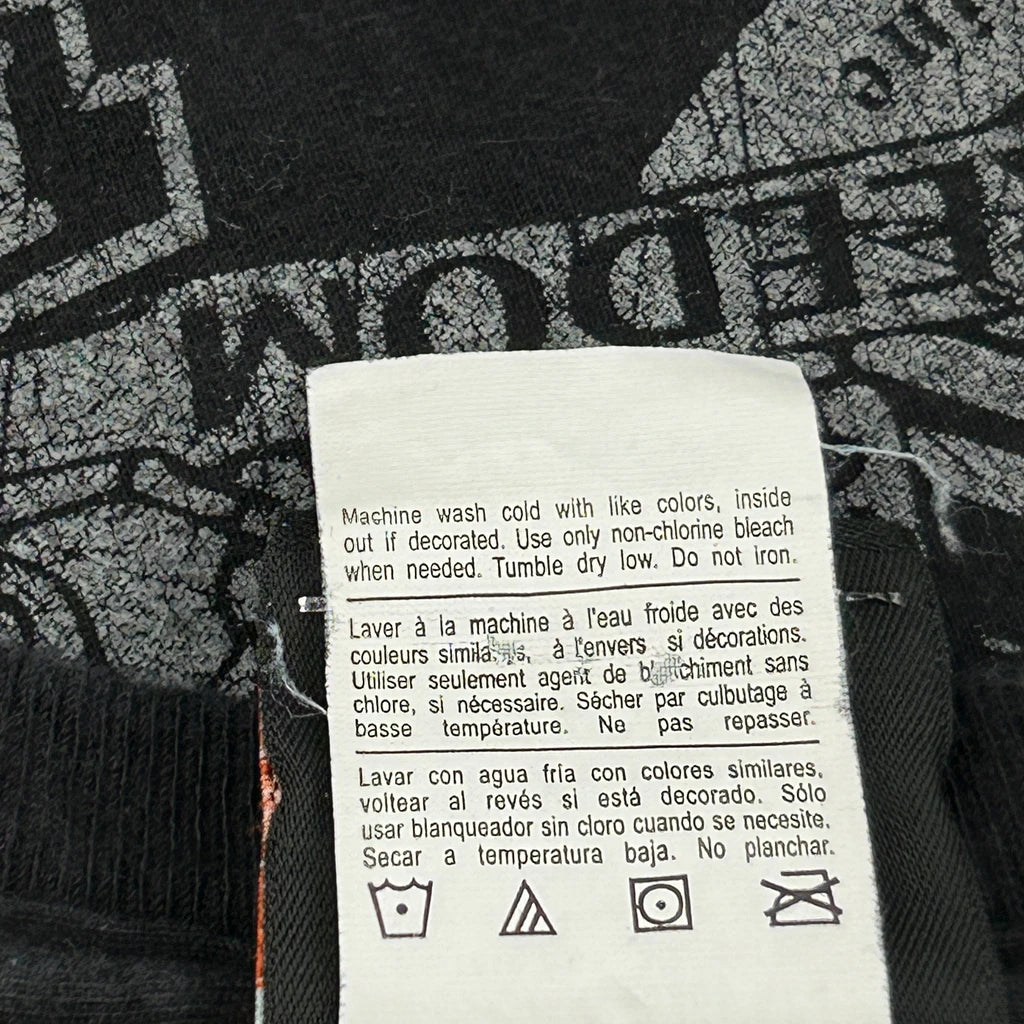 Machine wash cold with like colors, inside
out if decorated. Use only non-chlorine bleach
when needed. Tumble dry low. Do not iron.
Laver à la machine à l'eau froide avec des
couleurs à l'envers si décorations.
Utiliser seulement agent de sans
chlore, si nécessaire. Sécher par culbutage à
basse température. Ne pas repasser.
Lavar con agua fría con colores similares,
voltear al revés si está decorado. Sólo
usar blanqueador sin cloro cuando se necesite.
Secar a temperatura baja. No planchar.